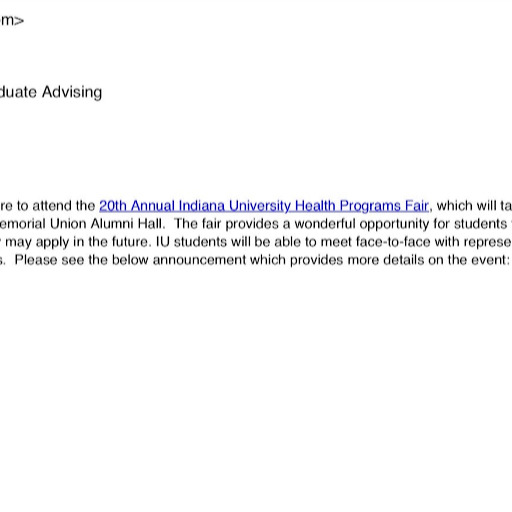 m>
duate Advising
re to attend the 20th Annual Indiana University Health Programs Fair, which will ta
emorial Union Alumni Hall.  The fair provides a wonderful opportunity for students
may apply in the future. IU students will be able to meet face-to-face with represe
s.  Please see the below announcement which provides more details on the event: